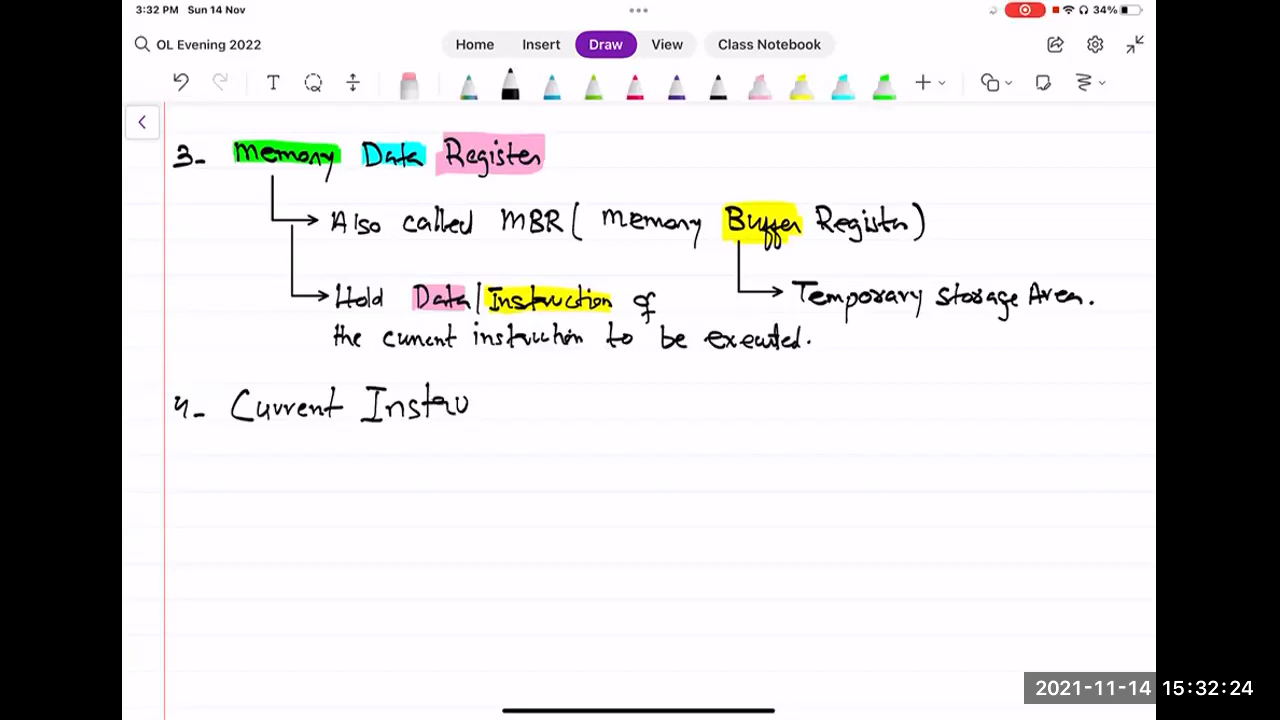 3:32 PM Sun 14 Nov
34%
OL Evening 2022
Home Insert Draw View Class Notebook
T
3- Memory Data Register
Also called MBR( Memory Buffer Register)
Hold Data/Instruction of
Temporary Storage Area.
the current instruction to be executed.
4- Current Instru
2021-11-14 15:32:24